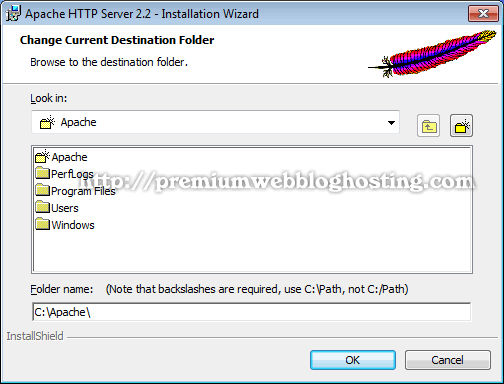 Apache HTTP Server 2.2 - Installation Wizard
Change Current Destination Folder
Browse to the destination folder.
Look in:
Apache
Apache
PerfLogs
http://premiumwebbloghosting.com
Program Files
Users
Windows
Folder name: (Note that backslashes are required, use C:\Path, not C:/Path)
C:\Apache\
InstallShield
OK Cancel